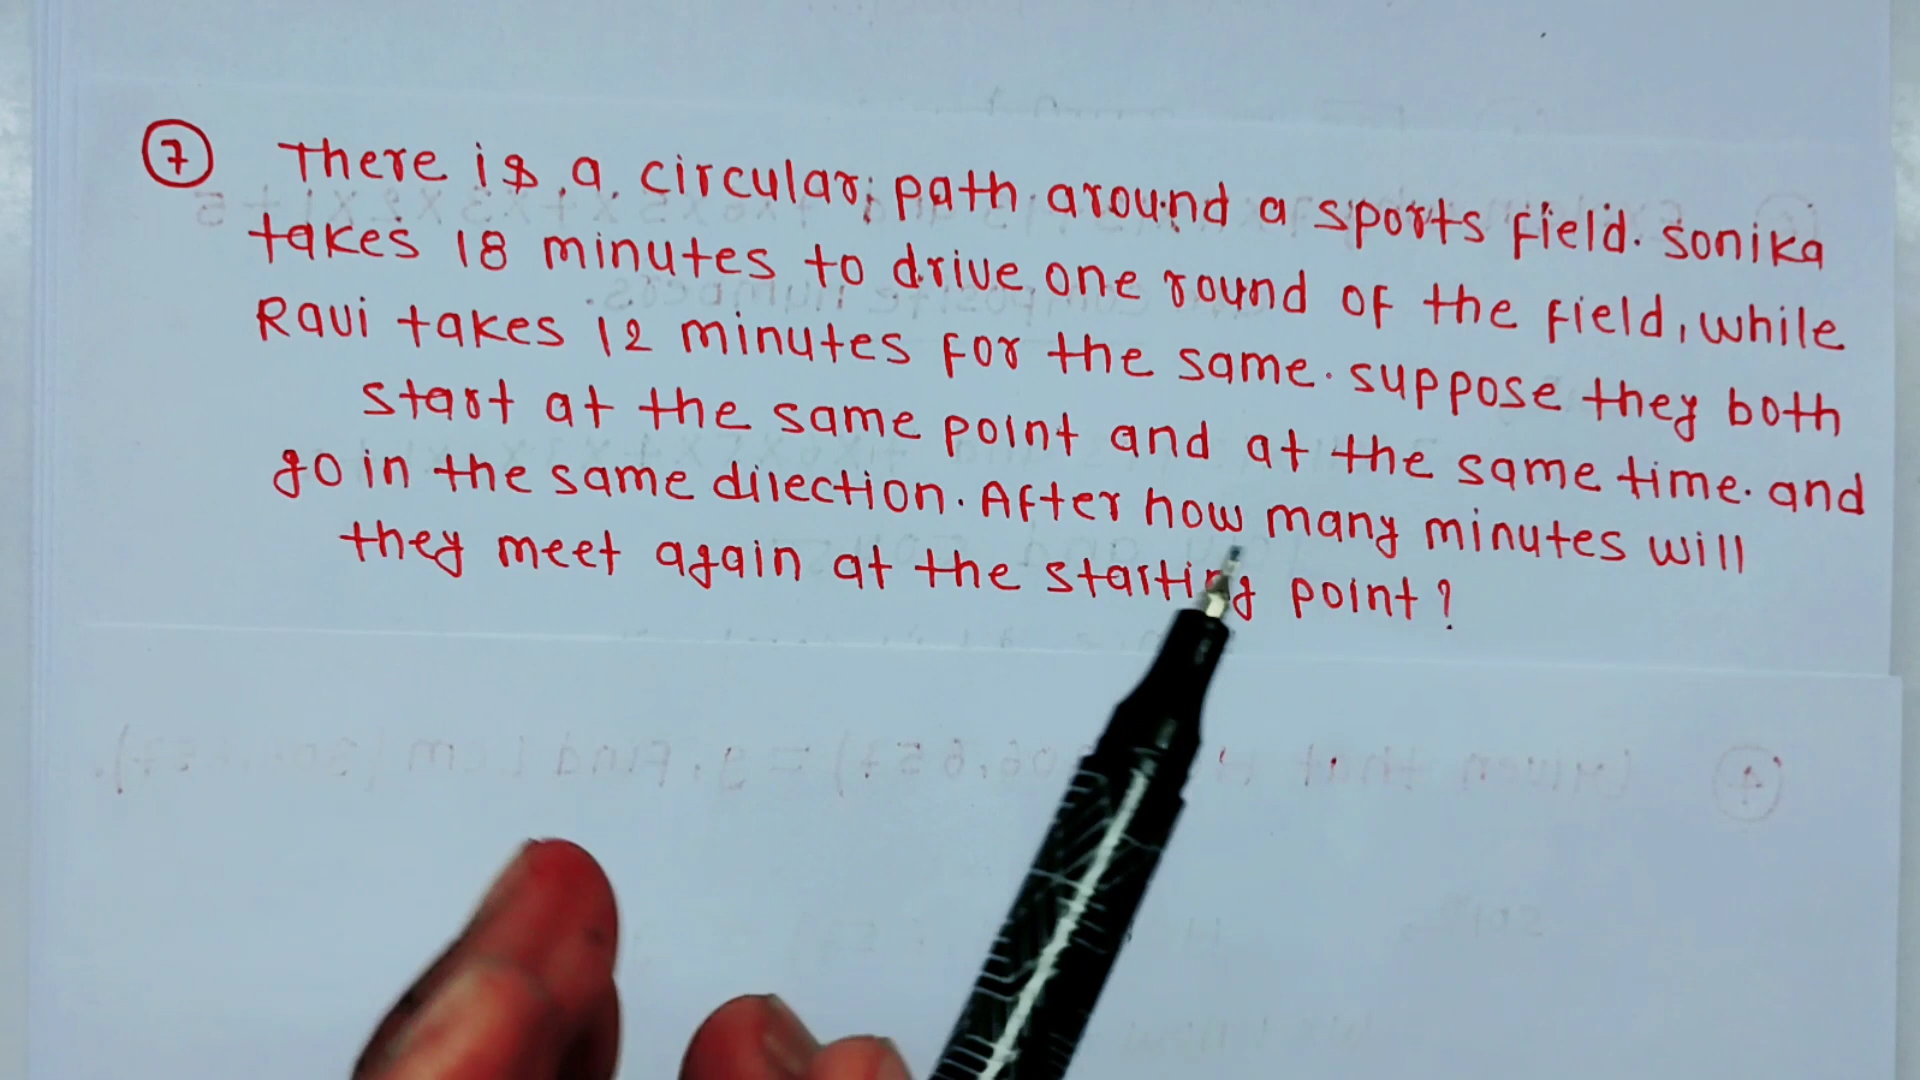 7 There is a circular path around a sports field. Sonika
takes 18 minutes to drive one round of the field, while
Ravi takes 12 minutes for the same. suppose they both
start at the same point and at the same time. and
go in the same direction. After how many minutes will
they meet again at the starting point?